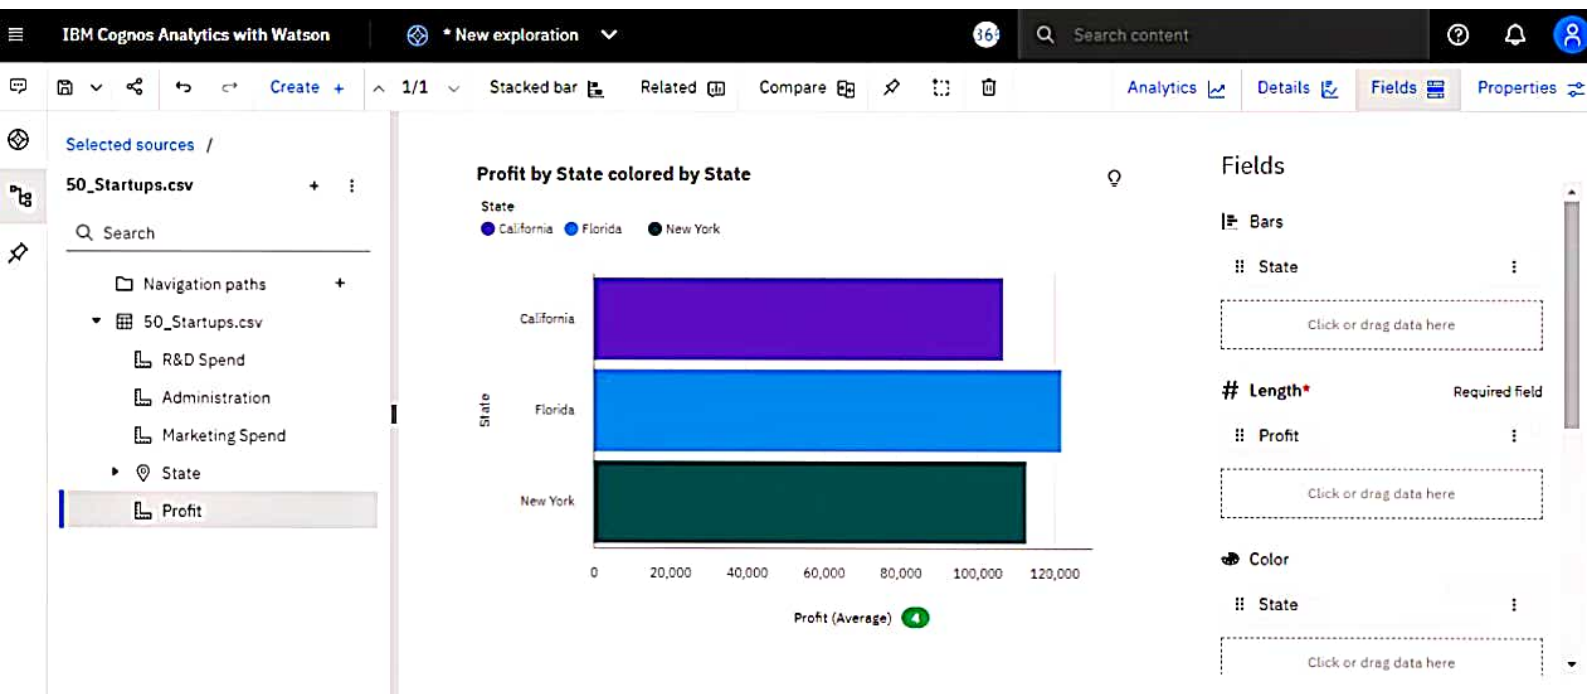 IBM Cognos Analytics with Watson
* New exploration
Search content
Create +
1/1
Stacked bar
Related
Compare
Analytics
Details
Fields
Properties
Selected sources /
50_Startups.csv
Search
Navigation paths
50_Startups.csv
R&D Spend
Administration
Marketing Spend
State
Profit
Profit by State colored by State
State
California
Florida
New York
State
California
Florida
New York
0
20,000
40,000
60,000
80,000
100,000
120,000
Profit (Average)
4
Fields
Bars
State
Click or drag data here
# Length*
Required field
Profit
Click or drag data here
Color
State
Click or drag data here